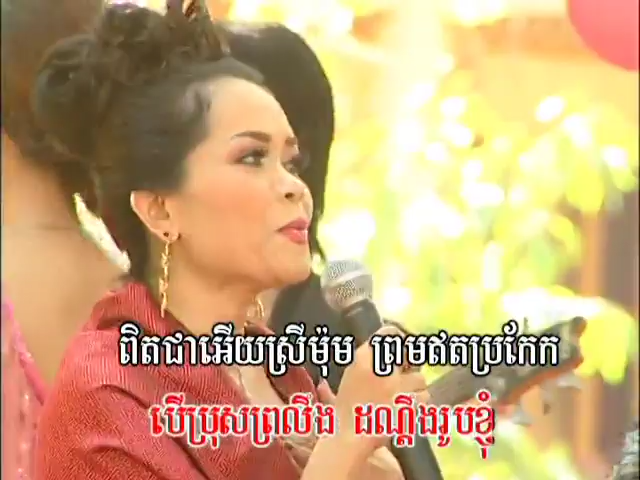 ពិតជាអើយស្រីម៉ុម ព្រមឥតប្រកែក
បើប្រុសព្រលឹង ដណ្ដឹងរូបខ្ញុំ